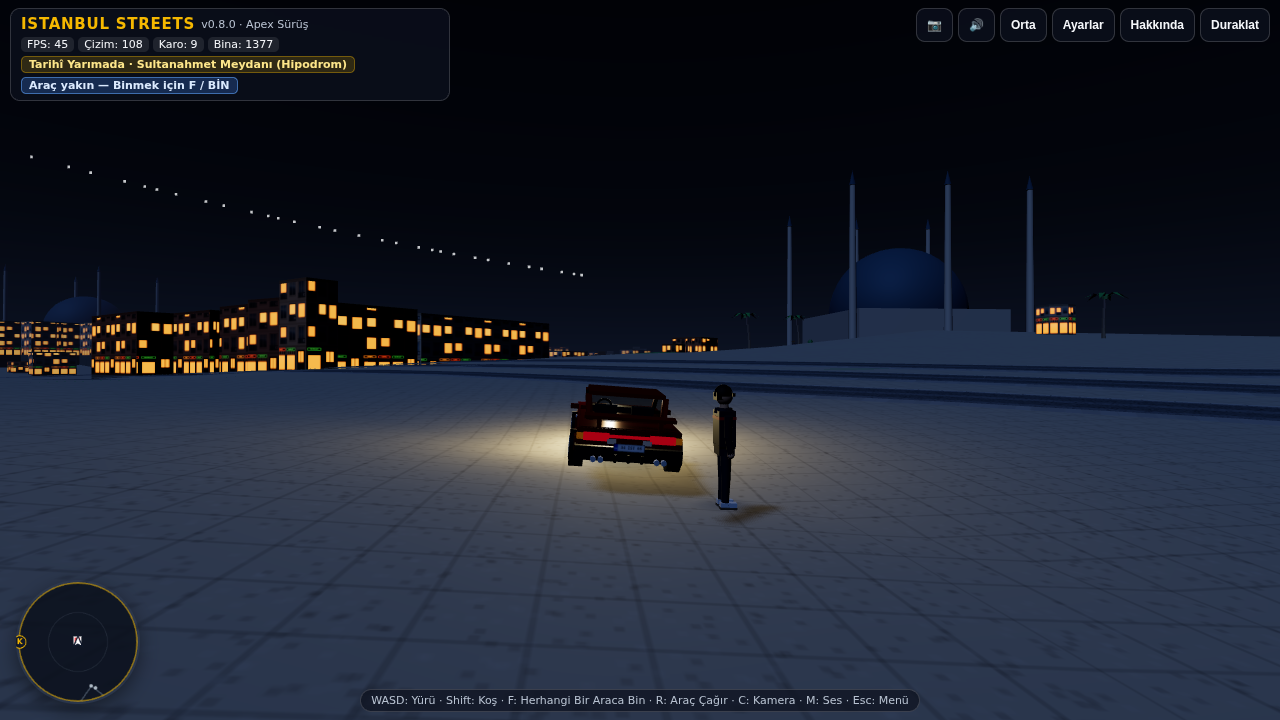 ISTANBUL STREETS v0.8.0 · Apex Sürüş
FPS: 45 Çizim: 108 Karo: 9 Bina: 1377
Tarihî Yarımada · Sultanahmet Meydanı (Hipodrom)
Araç yakın — Binmek için F / BİN
Orta Ayarlar Hakkında Duraklat
K
WASD: Yürü · Shift: Koş · F: Herhangi Bir Araca Bin · R: Araç Çağır · C: Kamera · M: Ses · Esc: Menü